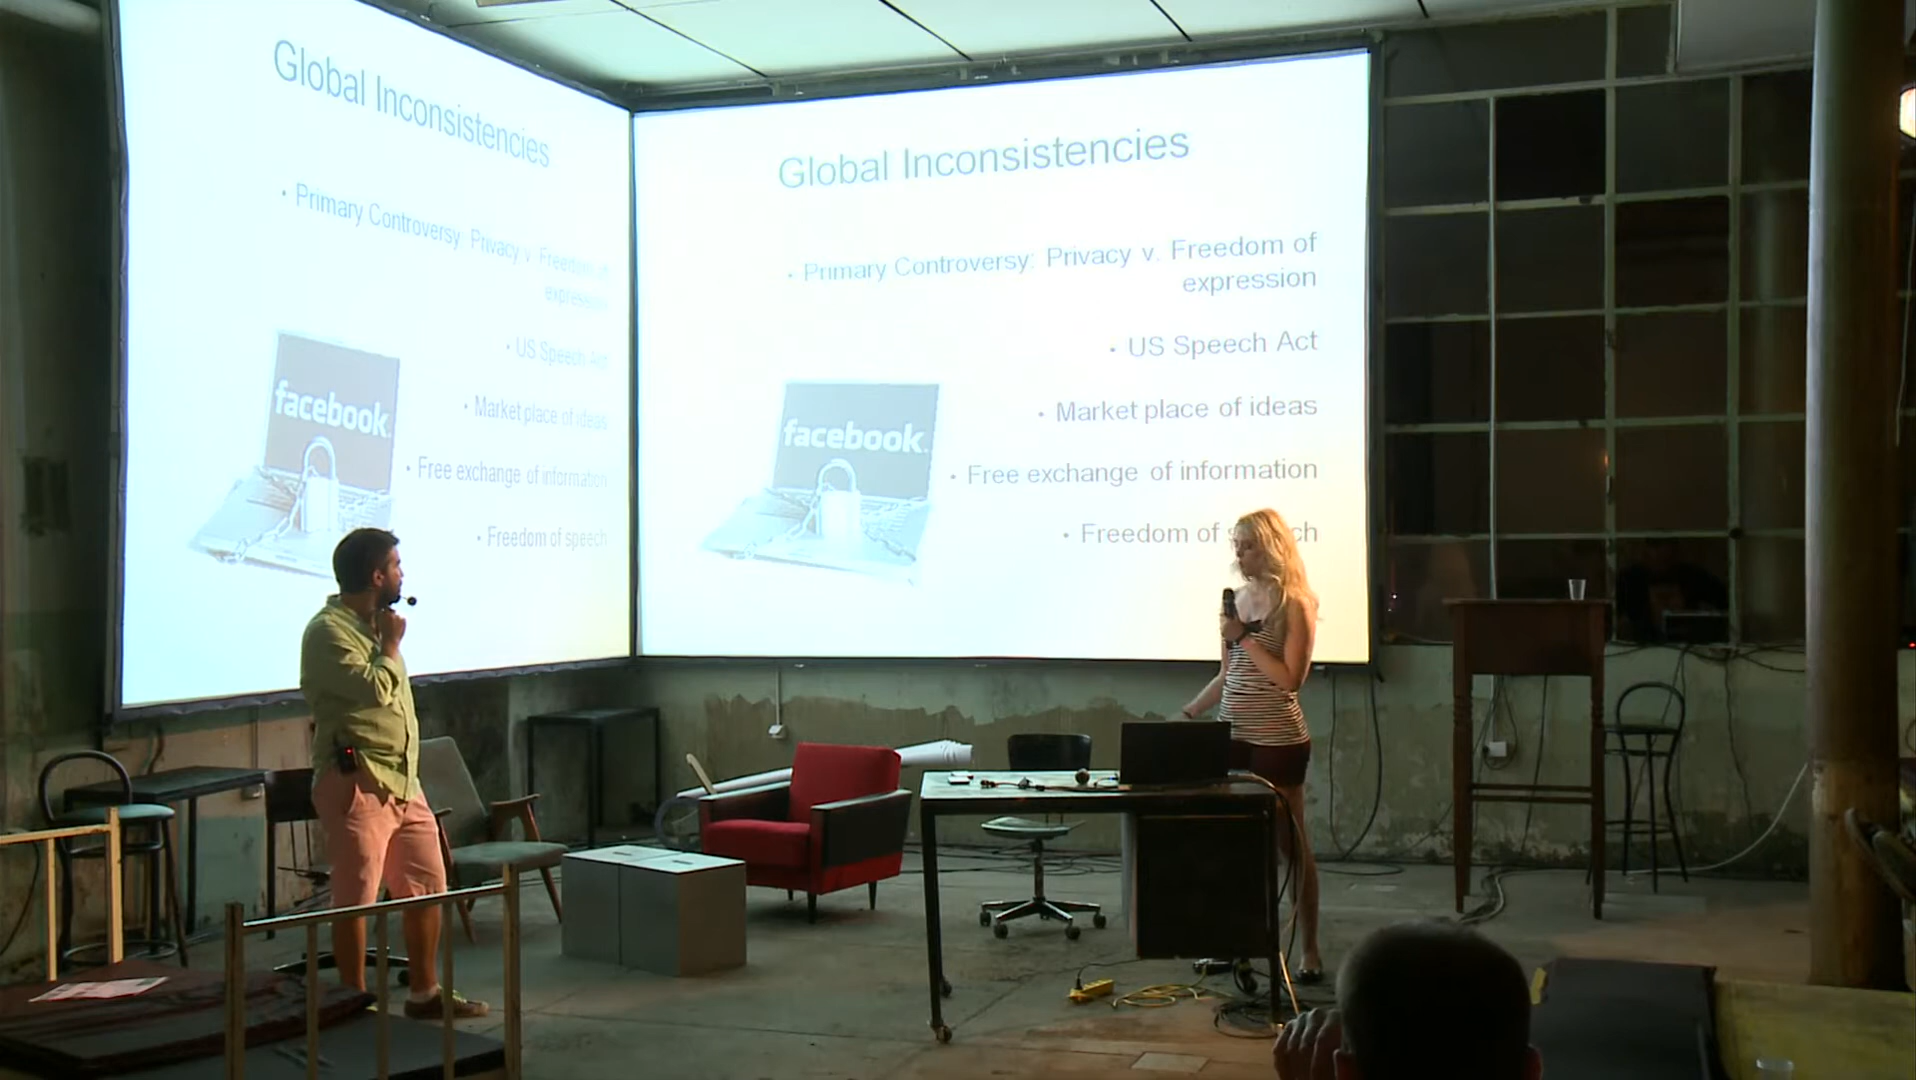 Global Inconsistencies
• Primary Controversy: Privacy v. Freedom of
expression
• US Speech Act
• Market place of ideas
• Free exchange of information
• Freedom of speech
facebook.
Global Inconsistencies
• Primary Controversy: Privacy v. Freedom of
expression
• US Speech Act
• Market place of ideas
• Free exchange of information
• Freedom of s ch
facebook.